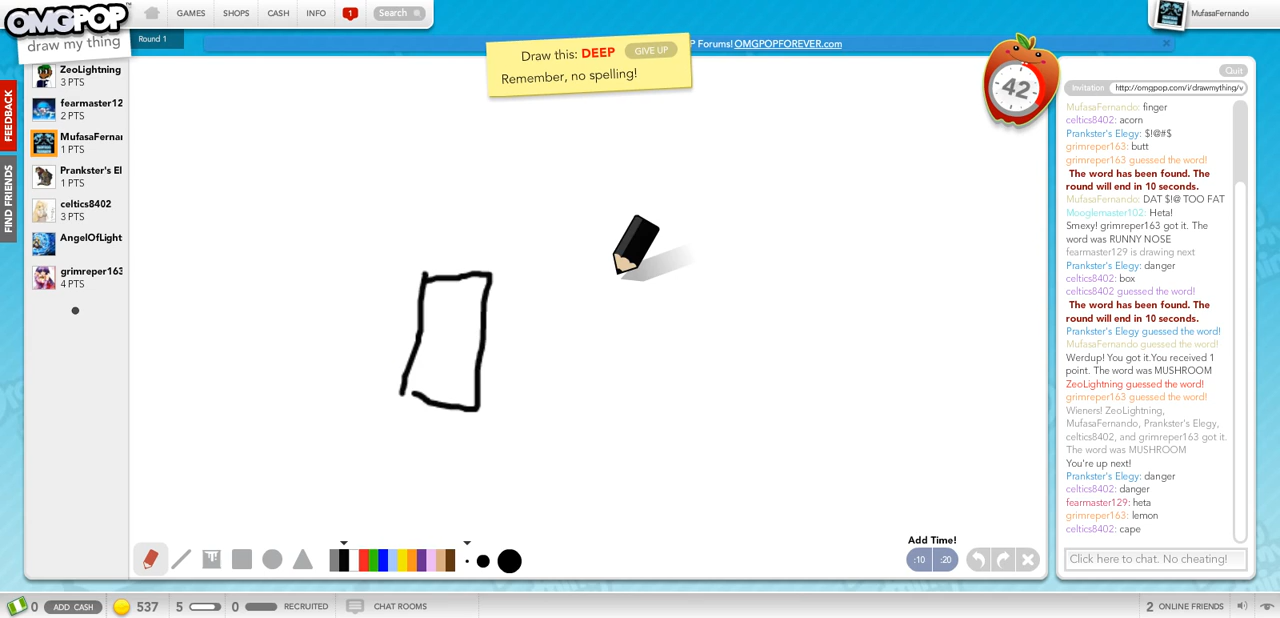 OMGPOP™
draw my thing
GAMES
SHOPS
CASH
INFO
1
Search
MufasaFernando
Round 1
P Forums! OMGPOPFOREVER.com
Draw this: DEEP
GIVE UP
Remember, no spelling!
42
FEEDBACK
FIND FRIENDS
ZeoLightning
3 PTS
fearmaster12
2 PTS
MufasaFernar
1 PTS
Prankster's El
1 PTS
celtics8402
3 PTS
AngelOfLight
grimreper163
4 PTS
Quit
Invitation
http://omgpop.com/i/drawmything/v
MufasaFernando: finger
celtics8402: acorn
Prankster's Elegy: $!@#$
grimreper163: butt
grimreper163 guessed the word!
The word has been found. The
round will end in 10 seconds.
MufasaFernando: DAT $!@ TOO FAT
Mooglemaster102: Heta!
Smexy! grimreper163 got it. The
word was RUNNY NOSE
fearmaster129 is drawing next
Prankster's Elegy: danger
celtics8402: box
celtics8402 guessed the word!
The word has been found. The
round will end in 10 seconds.
Prankster's Elegy guessed the word!
MufasaFernando guessed the word!
Werdup! You got it.You received 1
point. The word was MUSHROOM
ZeoLightning guessed the word!
grimreper163 guessed the word!
Wieners! ZeoLightning,
MufasaFernando, Prankster's Elegy,
celtics8402, and grimreper163 got it.
The word was MUSHROOM
You're up next!
Prankster's Elegy: danger
celtics8402: danger
fearmaster129: heta
grimreper163: lemon
celtics8402: cape
Click here to chat. No cheating!
Add Time!
:10
:20
T
0
ADD CASH
537
5
0
RECRUITED
CHAT ROOMS
2 ONLINE FRIENDS